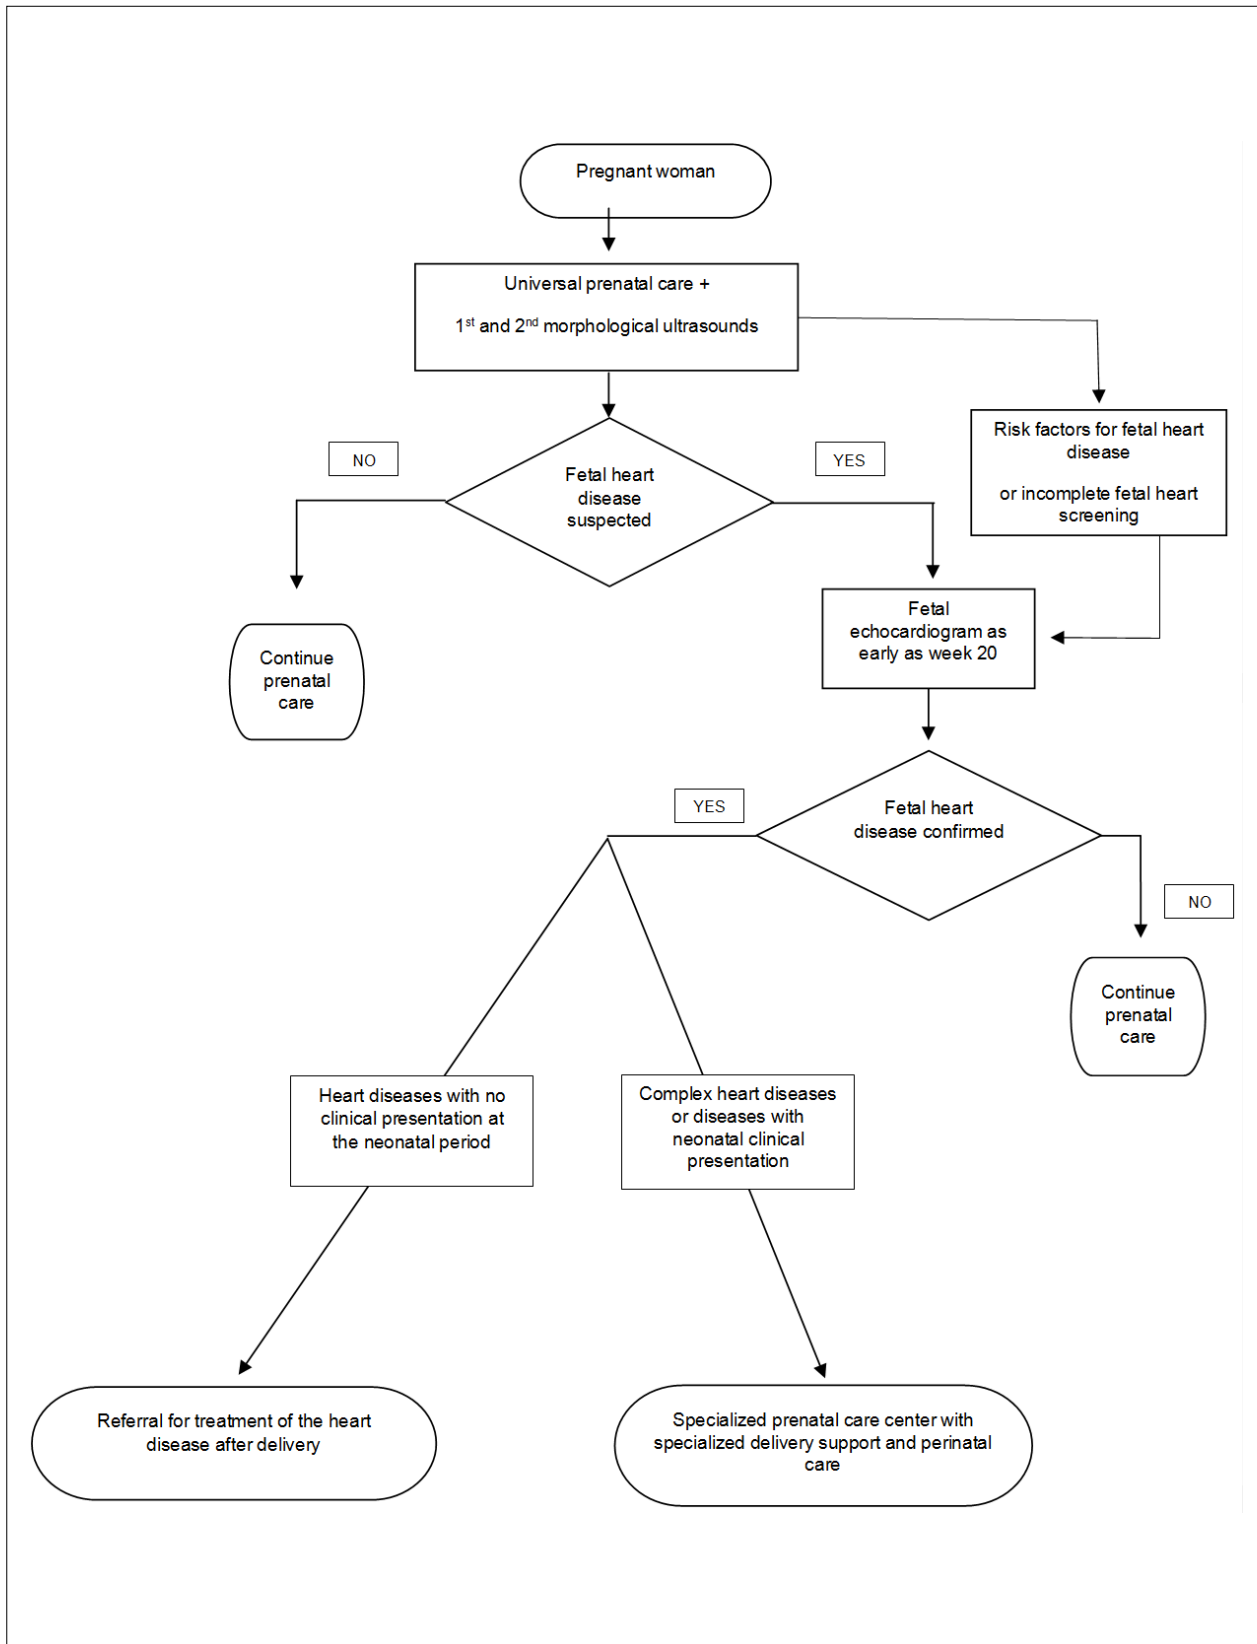 Pregnant woman
Universal prenatal care +
1st and 2nd morphological ultrasounds
Risk factors for fetal heart
disease
or incomplete fetal heart
screening
NO
YES
Fetal heart
disease
suspected
Fetal
echocardiogram as
early as week 20
Continue
prenatal
care
YES
Fetal heart
disease confirmed
NO
Continue
prenatal
care
Heart diseases with no
clinical presentation at
the neonatal period
Complex heart diseases
or diseases with
neonatal clinical
presentation
Referral for treatment of the heart
disease after delivery
Specialized prenatal care center with
specialized delivery support and perinatal
care